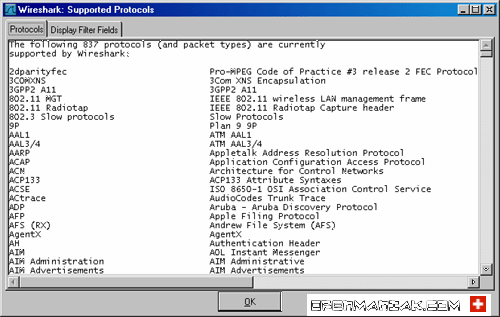 Wireshark: Supported Protocols
Protocols Display Filter Fields
The following 837 protocols (and packet types) are currently
supported by Wireshark:
2dparityfec Pro-MPEG Code of Practice #3 release 2 FEC Protocol
3COMXNS 3Com XNS Encapsulation
3GPP2 A11 3GPP2 A11
802.11 MGT IEEE 802.11 wireless LAN management frame
802.11 Radiotap IEEE 802.11 Radiotap Capture header
802.3 Slow protocols Slow Protocols
9P Plan 9 9P
AAL1 ATM AAL1
AAL3/4 ATM AAL3/4
AARP Appletalk Address Resolution Protocol
ACAP Application Configuration Access Protocol
ACN Architecture for Control Networks
ACP133 ACP133 Attribute Syntaxes
ACSE ISO 8650-1 OSI Association Control Service
ACtrace AudioCodes Trunk Trace
ADP Aruba - Aruba Discovery Protocol
AFP Apple Filing Protocol
AFS (RX) Andrew File System (AFS)
AgentX AgentX
AH Authentication Header
AIM AOL Instant Messenger
AIM Administration AIM Administrative
AIM Advertisements AIM Advertisements
OK